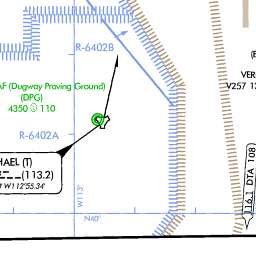 R-6402B
AF (Dugway Proving Ground)
(DPG)
4350 110
R-6402A
HAEL (T)
(113.2)
W112°55.34'
W113°
N40°
VER
V257
116.1 DTA 108